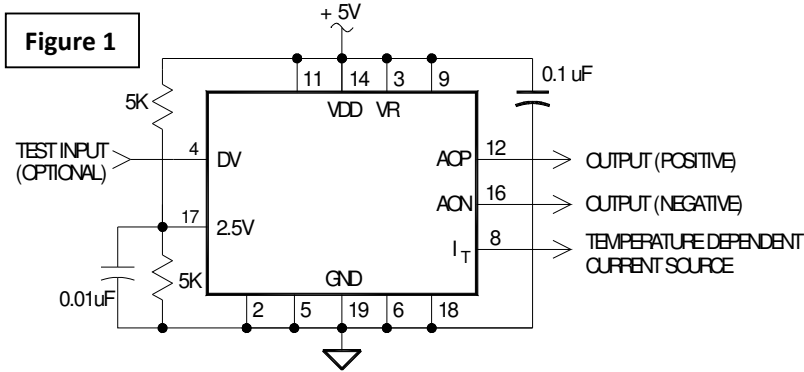 Figure 1
+ 5V
11
14
3
9
0.1 uF
5K
VDD
VR
TEST INPUT
(OPTIONAL)
4
DV
AOP
12
OUTPUT (POSITIVE)
AON
16
OUTPUT (NEGATIVE)
17
2.5V
8
I T
TEMPERATURE DEPENDENT
CURRENT SOURCE
0.01uF
5K
GND
2
5
19
6
18